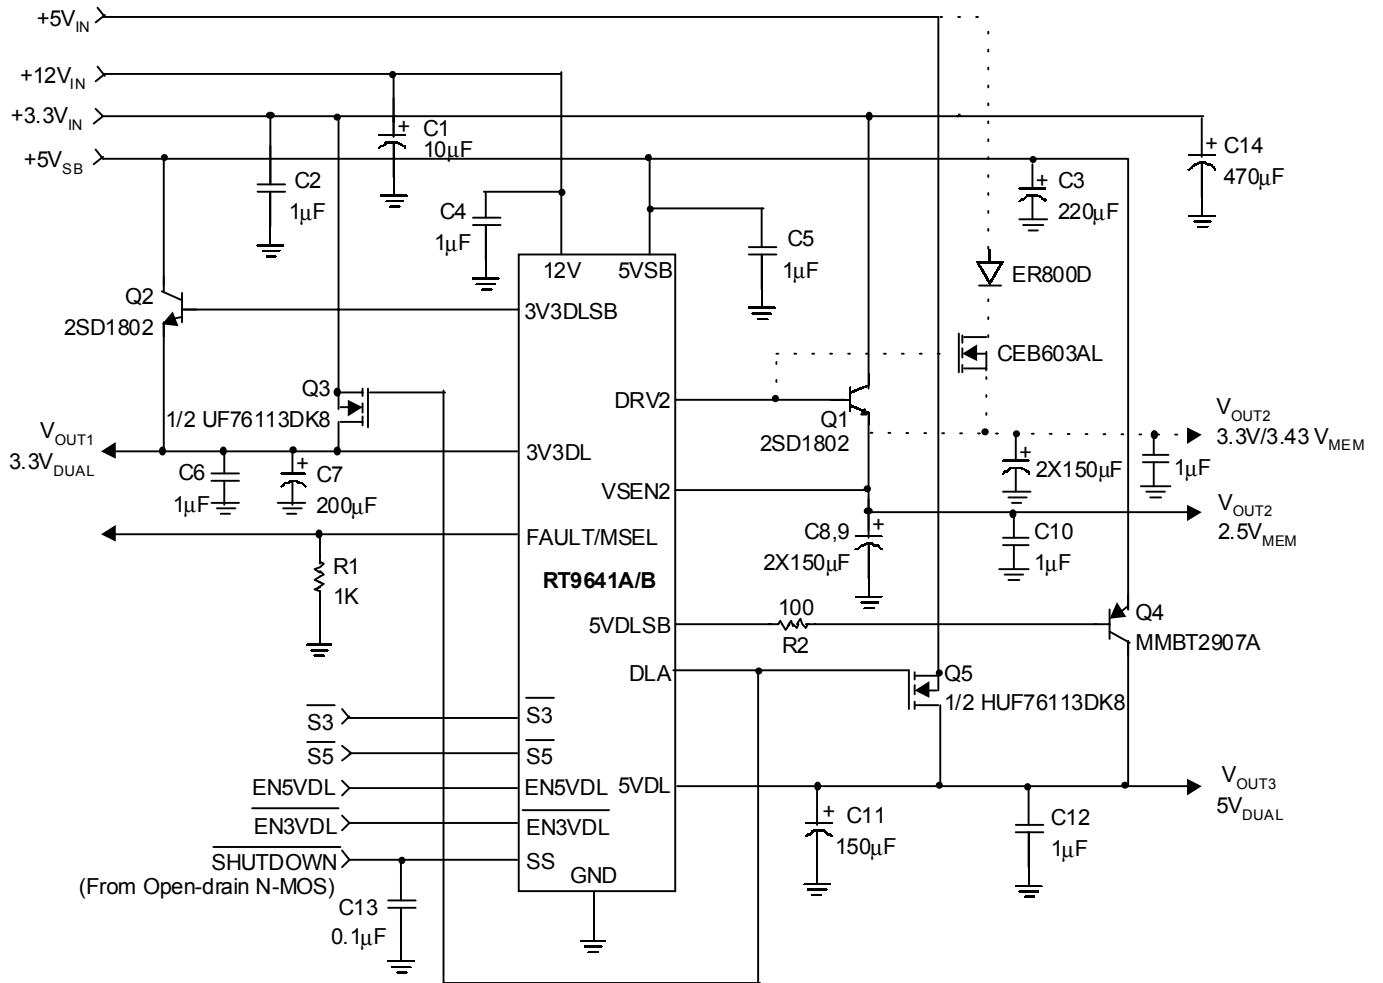 +5VIN
+12VIN
+3.3VIN
+5VSB
C1
10μF
C2
1μF
C4
1μF
C5
1μF
C3
220μF
C14
470μF
12V
5VSB
ER800D
Q2
2SD1802
3V3DLSB
CEB603AL
Q3
1/2 UF76113DK8
DRV2
Q1
2SD1802
VOUT1
3.3VDUAL
3V3DL
C6
1μF
C7
200μF
VOUT2
3.3V/3.43 VMEM
2X150μF
1μF
VSEN2
C8,9
2X150μF
C10
1μF
VOUT2
2.5VMEM
FAULT/MSEL
R1
1K
RT9641A/B
5VDLSB
100
R2
Q4
MMBT2907A
DLA
Q5
1/2 HUF76113DK8
S3
S3
S5
S5
EN5VDL
EN5VDL
5VDL
EN3VDL
EN3VDL
VOUT3
5VDUAL
C11
150μF
C12
1μF
SHUTDOWN
(From Open-drain N-MOS)
SS
GND
C13
0.1μF